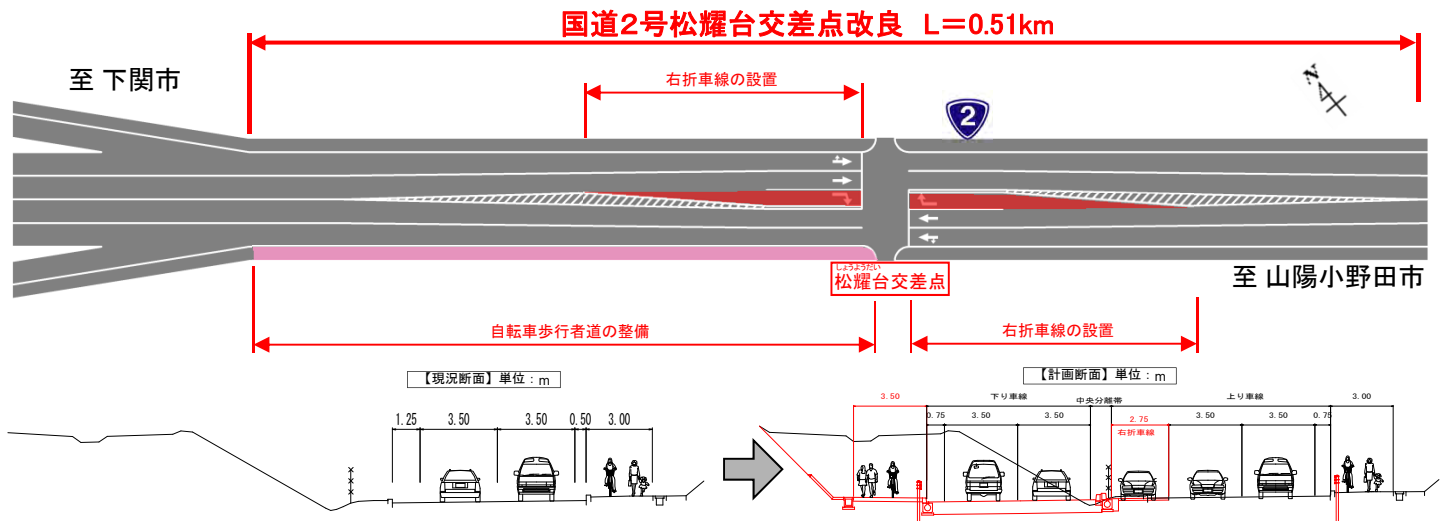 国道2号松耀台交差点改良 L=0.51km
至 下関市
右折車線の設置
N
2
しょうようだい
松耀台交差点
至 山陽小野田市
自転車歩行者道の整備
右折車線の設置
【現況断面】単位:m
1.25 3.50 3.50 0.50 3.00
【計画断面】単位:m
3.50 下り車線 中央分離帯 上り車線 3.00
0.75 3.50 3.50 2.75 3.50 3.50 0.75
右折車線